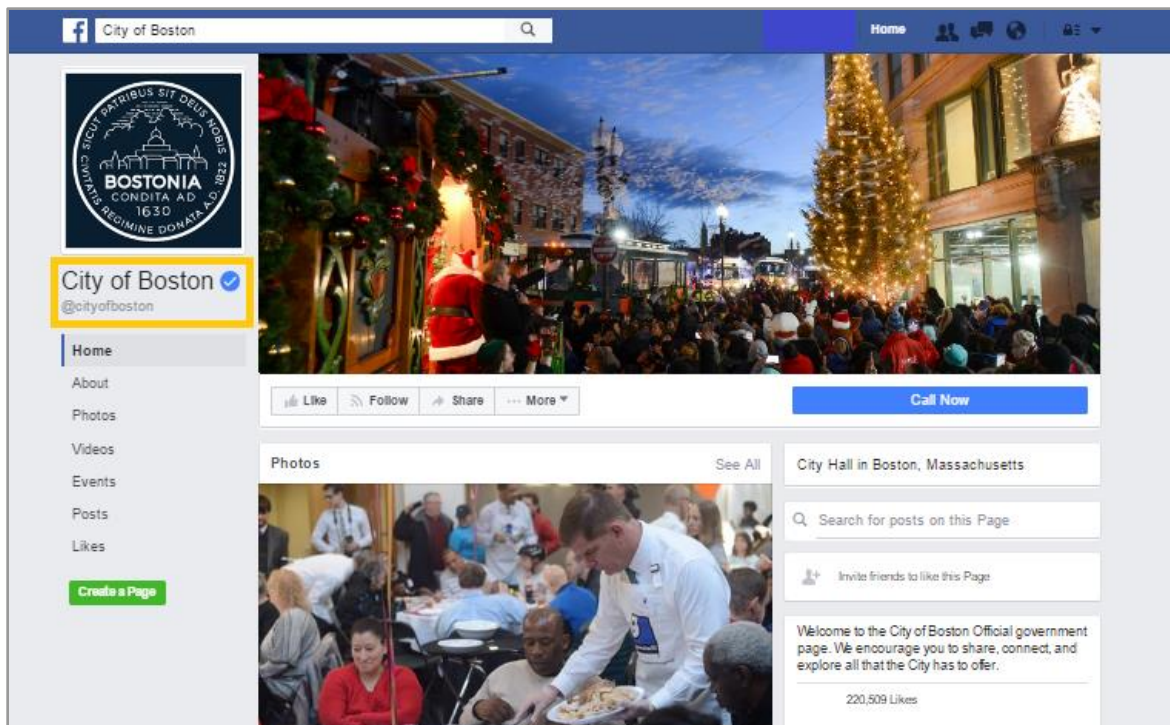 City of Boston
Home
SICUT PATRIBUS SIT DEUS NOBIS
CIVITATIS REGIMINE DONATA A.D. 1822
BOSTONIA
CONDITA AD
1630
City of Boston
@cityofboston
Home
About
Photos
Videos
Events
Posts
Likes
Create a Page
Like
Follow
Share
··· More
Call Now
Photos
See All
City Hall in Boston, Massachusetts
Search for posts on this Page
Invite friends to like this Page
Welcome to the City of Boston Official government
page. We encourage you to share, connect, and
explore all that the City has to offer.
220,509 Likes